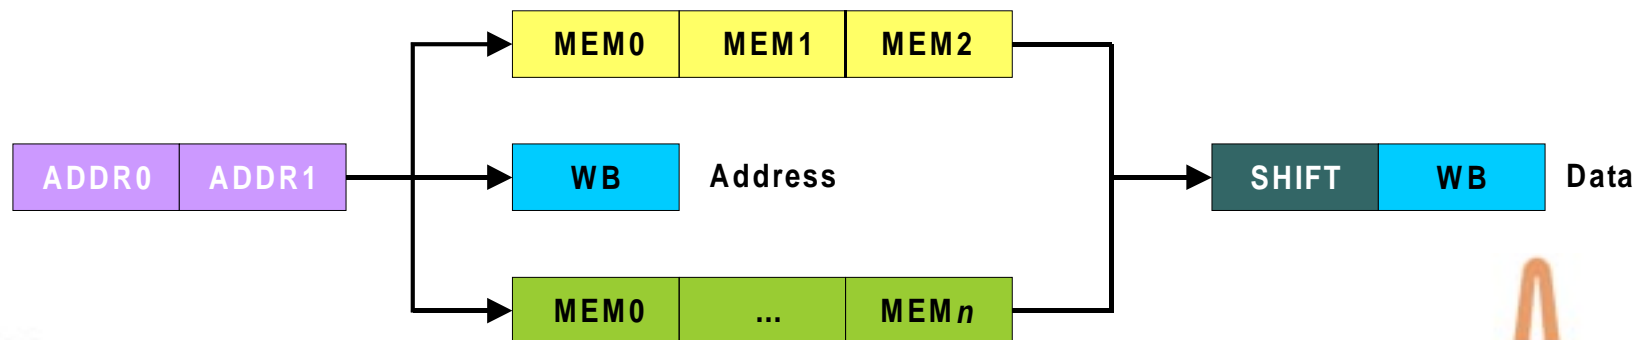 MEM0 MEM1 MEM2
ADDR0 ADDR1 WB Address SHIFT WB Data
MEM0 ... MEMn